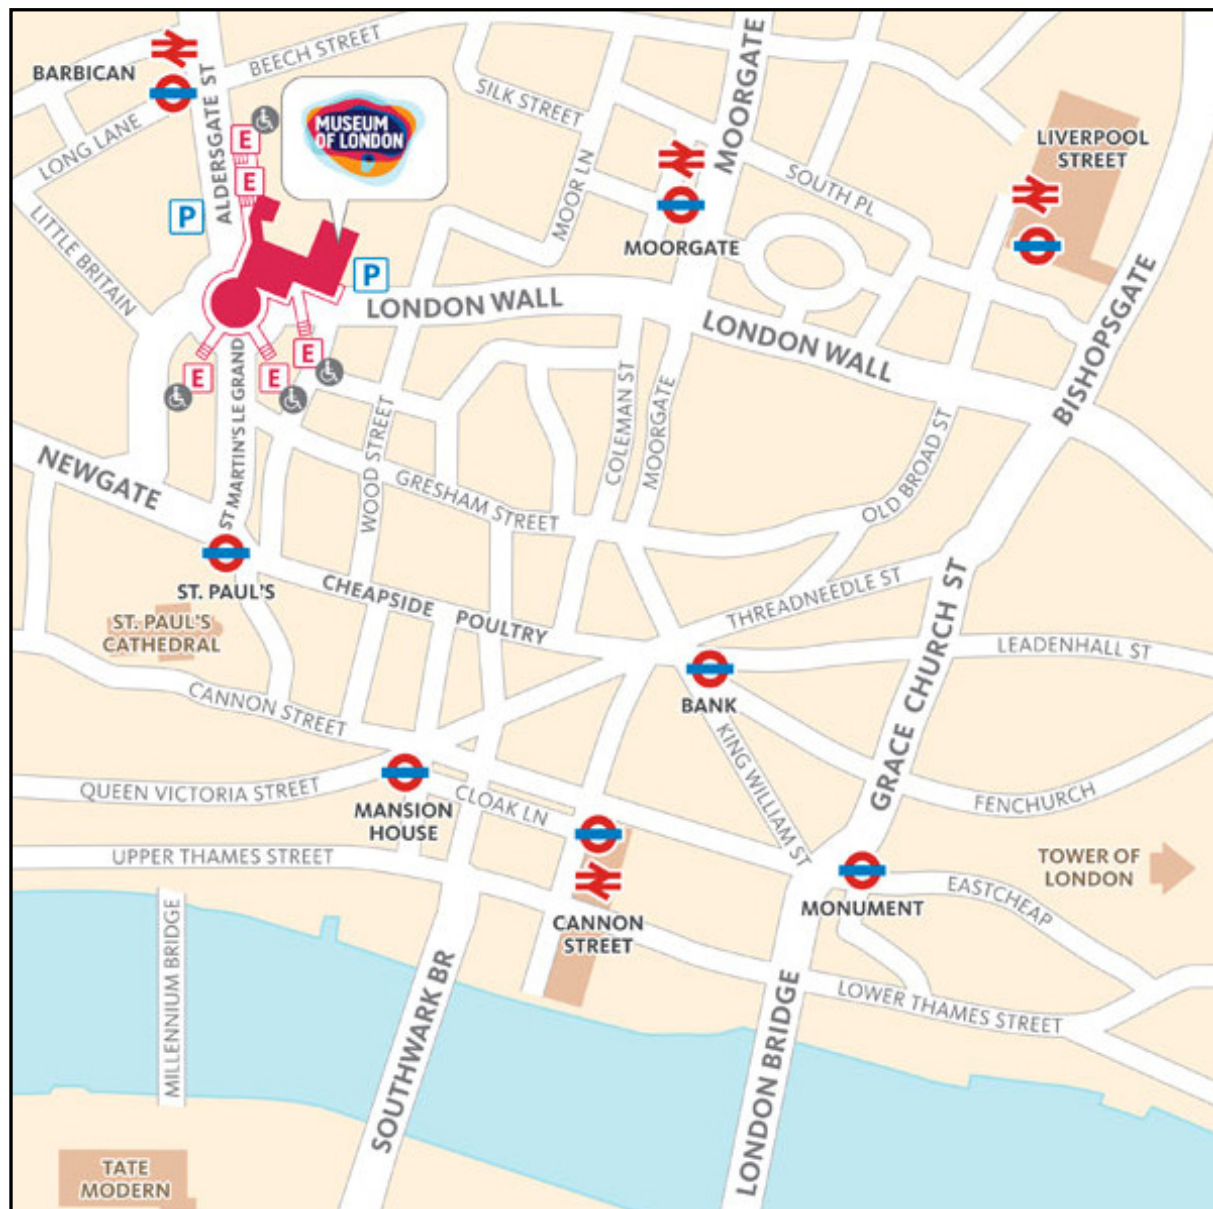 MOORGATE
BARBICAN
BEECH STREET
ALDERSGATE ST
SILK STREET
MUSEUM
OF LONDON
LIVERPOOL
STREET
LONG LANE
E
E
P
MOOR LN
SOUTH PL
LITTLE BRITAIN
MOORGATE
P
BISHOPSGATE
LONDON WALL
LONDON WALL
E
E
E
ST MARTIN'S LE GRAND
WOOD STREET
COLEMAN ST
MOORGATE
OLD BROAD ST
NEWGATE
GRESHAM STREET
ST. PAUL'S
CHEAPSIDE
POULTRY
THREADNEEDLE ST
GRACE CHURCH ST
ST. PAUL'S
CATHEDRAL
LEADENHALL ST
CANNON STREET
BANK
KING WILLIAM ST
QUEEN VICTORIA STREET
MANSION
HOUSE
CLOAK LN
FENCHURCH
UPPER THAMES STREET
TOWER OF
LONDON
EASTCHEAP
MONUMENT
CANNON
STREET
MILLENNIUM BRIDGE
SOUTHWARK BR
LONDON BRIDGE
LOWER THAMES STREET
TATE
MODERN